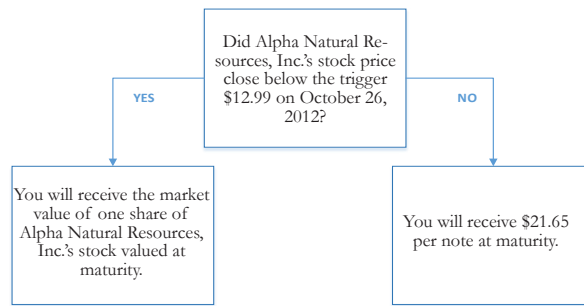 Did Alpha Natural Re-
sources, Inc.'s stock price
close below the trigger
$12.99 on October 26,
2012?
YES
NO
You will receive the market
value of one share of
Alpha Natural Resources,
Inc.'s stock valued at
maturity.
You will receive $21.65
per note at maturity.